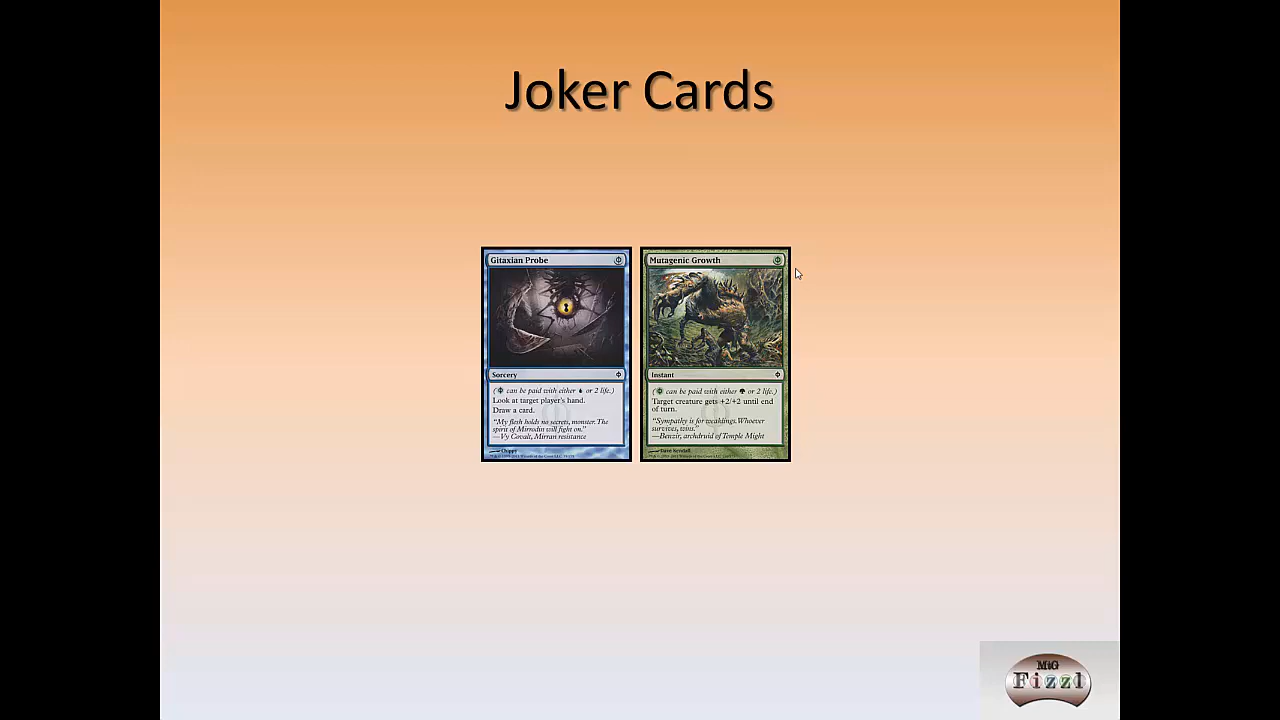 Joker Cards
Gitaxian Probe
Mutagenic Growth
Sorcery
Instant
( can be paid with either or 2 life.)
Look at target player's hand.
Draw a card.
"My flesh holds no secrets, monster. The
spirit of Mirrodin will fight on."
—Vy Covalt, Mirran resistance
Chippy
( can be paid with either or 2 life.)
Target creature gets +2/+2 until end
of turn.
"Sympathy is for weaklings. Whoever
survives, wins."
—Benzir, archdruid of Temple Might
Dave Kendall
MtG
Fizzl